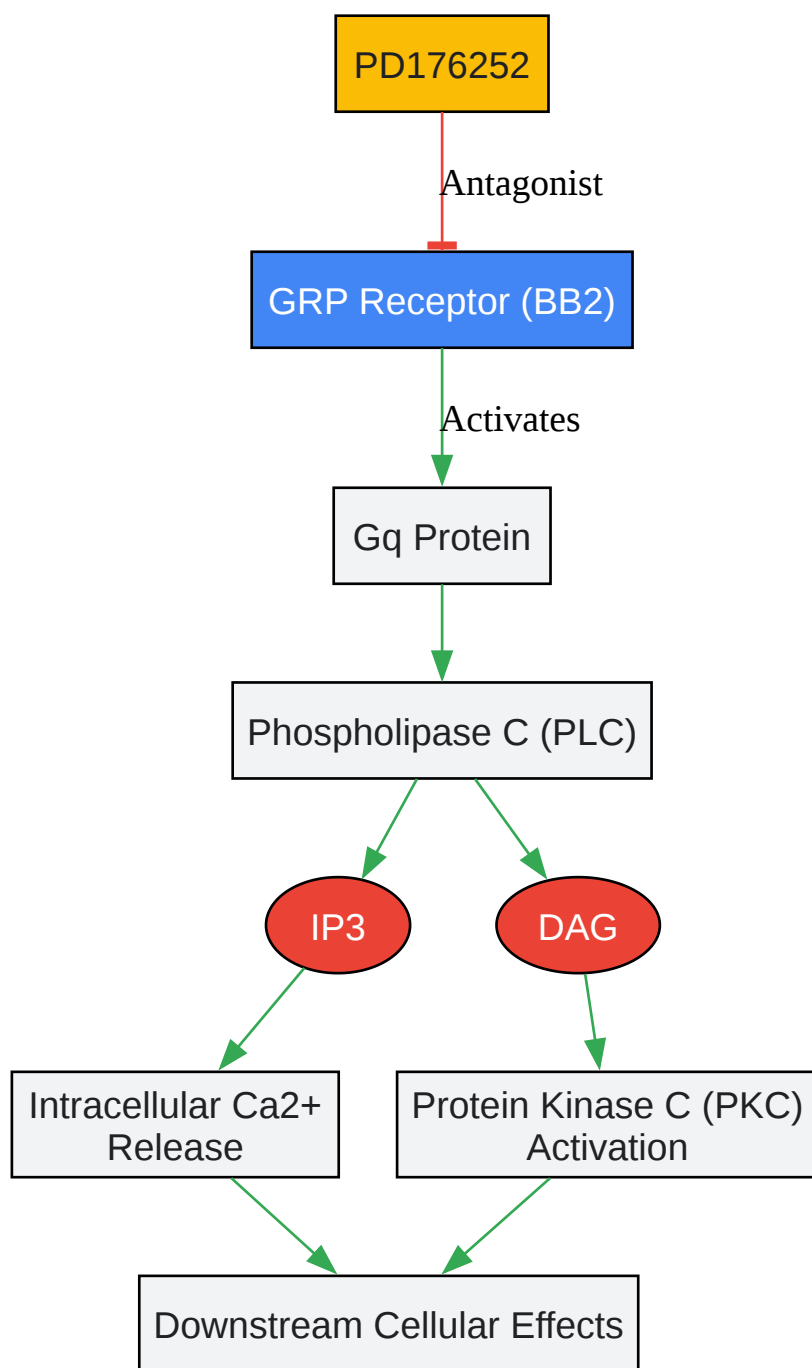 PD176252
Antagonist
GRP Receptor (BB2)
Activates
Gq Protein
Phospholipase C (PLC)
IP3
DAG
Intracellular Ca2+
Release
Protein Kinase C (PKC)
Activation
Downstream Cellular Effects